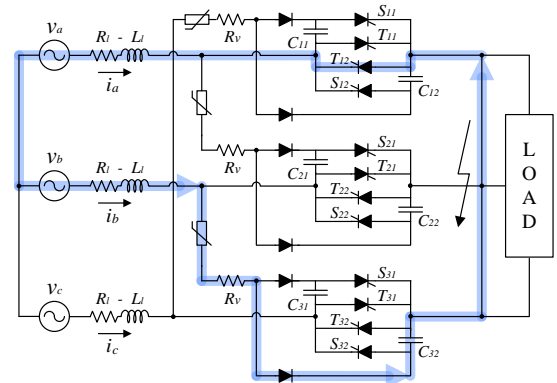 S11
va
Rl - Ll
Rv
C11
T11
T12
ia
S12
C12
LOAD
vb
Rl - Ll
Rv
S21
C21
T21
T22
ib
S22
C22
vc
Rl - Ll
Rv
S31
C31
T31
T32
ic
S32
C32